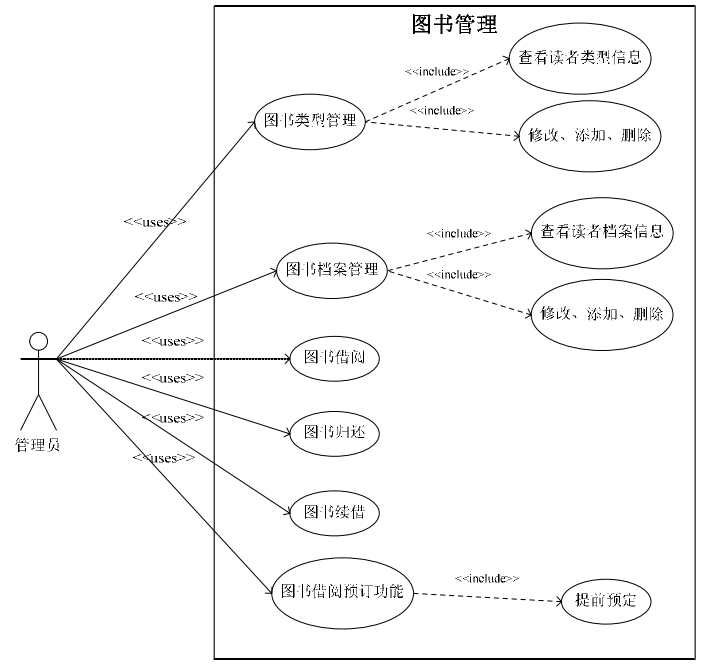 图书管理
查看读者类型信息
<<include>>
<<include>>
图书类型管理
修改、添加、删除
<<uses>>
查看读者档案信息
<<include>>
图书档案管理
<<include>>
<<uses>>
修改、添加、删除
<<uses>>
图书借阅
<<uses>>
<<uses>>
图书归还
管理员
<<uses>>
图书续借
<<include>>
图书借阅预订功能
提前预定